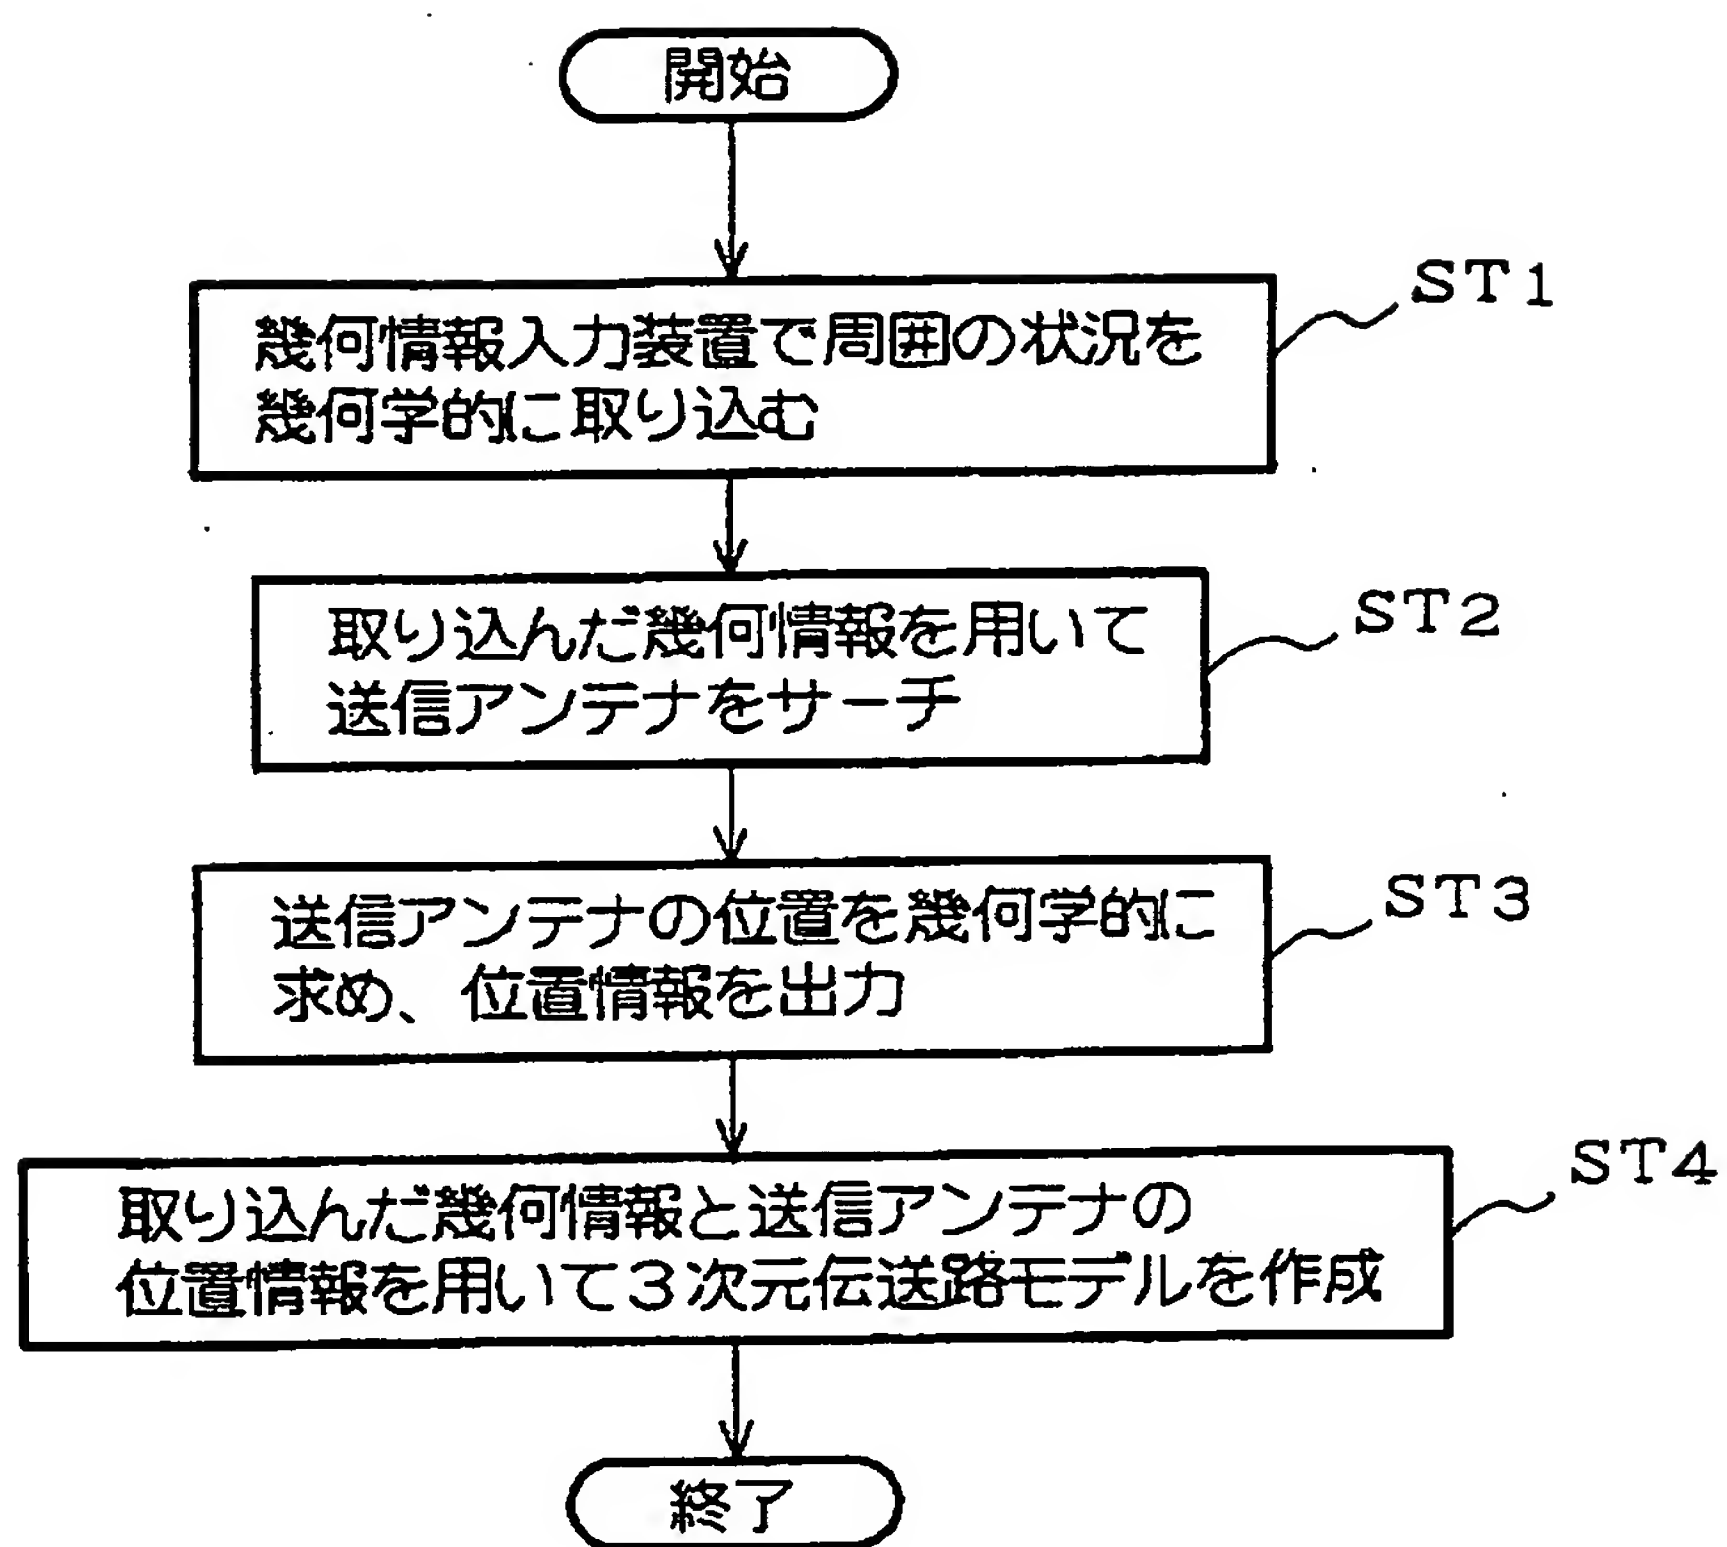 開始
ST1
幾何情報入力装置で周囲の状況を
幾何学的に取り込む
ST2
取り込んだ幾何情報を用いて
送信アンテナをサーチ
ST3
送信アンテナの位置を幾何学的に
求め、位置情報を出力
ST4
取り込んだ幾何情報と送信アンテナの
位置情報を用いて3次元伝送路モデルを作成
終了